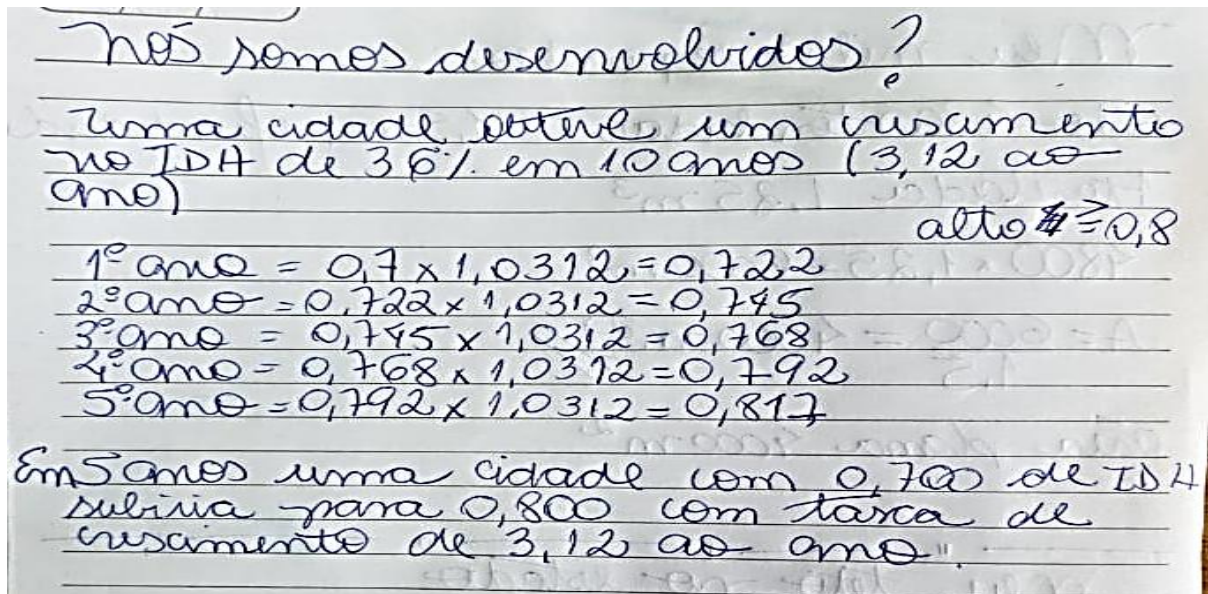 nós somos desenvolvidos?
uma cidade obteve um cresamento
no IDH de 36% em 10 anos (3,12 ao
ano)
alto ≥0,8
1º ano = 0,7 x 1,0312 = 0,722
2º ano = 0,722 x 1,0312 = 0,745
3º ano = 0,745 x 1,0312 = 0,768
4º ano = 0,768 x 1,0312 = 0,792
5º ano = 0,792 x 1,0312 = 0,817
Em 5 anos uma cidade com 0,700 de IDH
subiria para 0,800 com taxca de
cresamento de 3,12 ao ano".